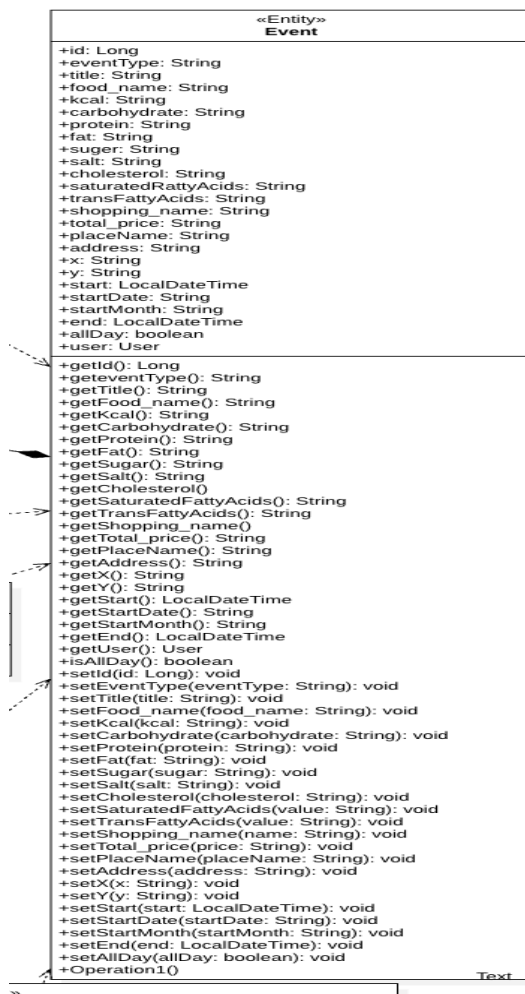 «Entity»
Event
+id: Long
+eventType: String
+title: String
+food_name: String
+kcal: String
+carbohydrate: String
+protein: String
+fat: String
+suger: String
+salt: String
+cholesterol: String
+saturatedRattyAcids: String
+transFattyAcids: String
+shopping_name: String
+total_price: String
+placeName: String
+address: String
+x: String
+y: String
+start: LocalDateTime
+startDate: String
+startMonth: String
+end: LocalDateTime
+allDay: boolean
+user: User
+getId(): Long
+geteventType(): String
+getTitle(): String
+getFood_name(): String
+getKcal(): String
+getCarbohydrate(): String
+getProtein(): String
+getFat(): String
+getSugar(): String
+getSalt(): String
+getCholesterol()
+getSaturatedFattyAcids(): String
+getTransFattyAcids(): String
+getShopping_name()
+getTotal_price(): String
+getPlaceName(): String
+getAddress(): String
+getX(): String
+getY(): String
+getStart(): LocalDateTime
+getStartDate(): String
+getStartMonth(): String
+getEnd(): LocalDateTime
+getUser(): User
+isAllDay(): boolean
+setId(id: Long): void
+setEventType(eventType: String): void
+setTitle(title: String): void
+setFood_name(food_name: String): void
+setKcal(kcal: String): void
+setCarbohydrate(carbohydrate: String): void
+setProtein(protein: String): void
+setFat(fat: String): void
+setSugar(sugar: String): void
+setSalt(salt: String): void
+setCholesterol(cholesterol: String): void
+setSaturatedFattyAcids(value: String): void
+setTransFattyAcids(value: String): void
+setShopping_name(name: String): void
+setTotal_price(price: String): void
+setPlaceName(placeName: String): void
+setAddress(address: String): void
+setX(x: String): void
+setY(y: String): void
+setStart(start: LocalDateTime): void
+setStartDate(startDate: String): void
+setStartMonth(startMonth: String): void
+setEnd(end: LocalDateTime): void
+setAllDay(allDay: boolean): void
+Operation1()
Text
»